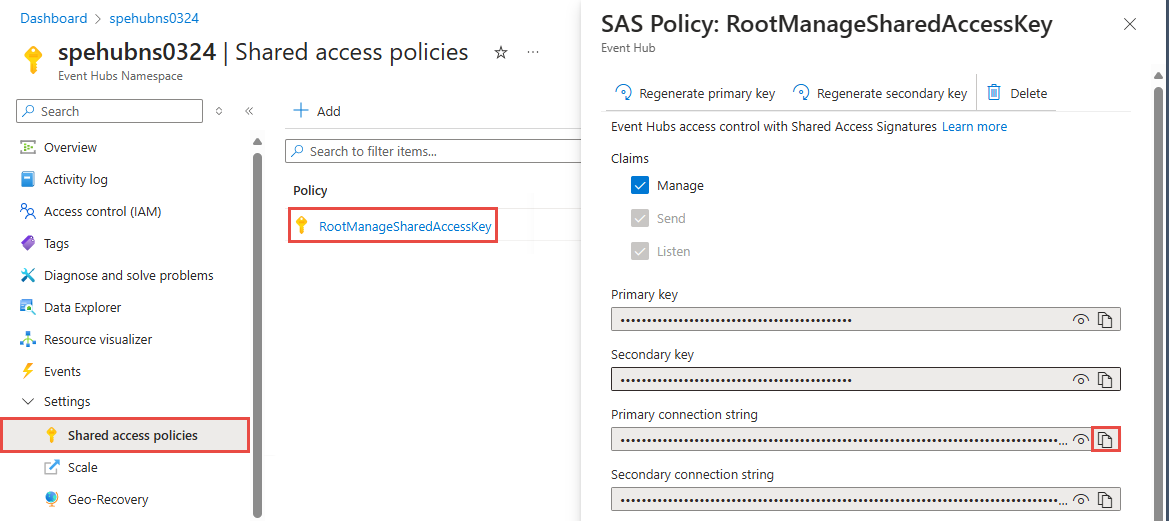 Dashboard > spehubns0324
spehubns0324 | Shared access policies ☆ ...
Event Hubs Namespace
Search
Overview
Activity log
Access control (IAM)
Tags
Diagnose and solve problems
Data Explorer
Resource visualizer
Events
Settings
Shared access policies
Scale
Geo-Recovery
+ Add
Search to filter items...
Policy
RootManageSharedAccessKey
SAS Policy: RootManageSharedAccessKey
Event Hub
Regenerate primary key Regenerate secondary key Delete
Event Hubs access control with Shared Access Signatures Learn more
Claims
Manage
Send
Listen
Primary key
Secondary key
Primary connection string
Secondary connection string